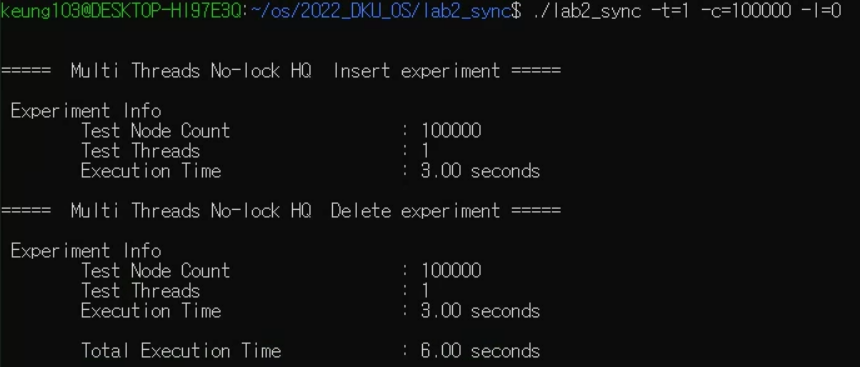 keung103@DESKTOP-HI97E3Q:~/os/2022_DKU_OS/lab2_sync$ ./lab2_sync -t=1 -c=100000 -l=0
===== Multi Threads No-lock HQ Insert experiment =====
Experiment Info
Test Node Count : 100000
Test Threads : 1
Execution Time : 3.00 seconds
===== Multi Threads No-lock HQ Delete experiment =====
Experiment Info
Test Node Count : 100000
Test Threads : 1
Execution Time : 3.00 seconds
Total Execution Time : 6.00 seconds